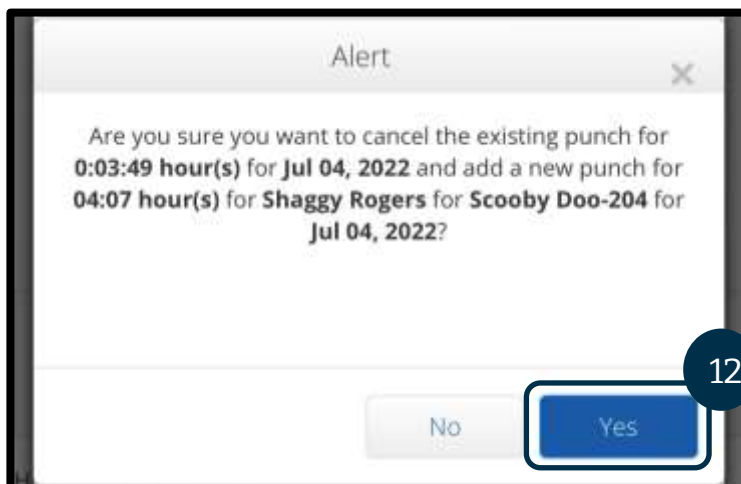 Alert
×
Are you sure you want to cancel the existing punch for
0:03:49 hour(s) for Jul 04, 2022 and add a new punch for
04:07 hour(s) for Shaggy Rogers for Scooby Doo-204 for
Jul 04, 2022?
12
No
Yes